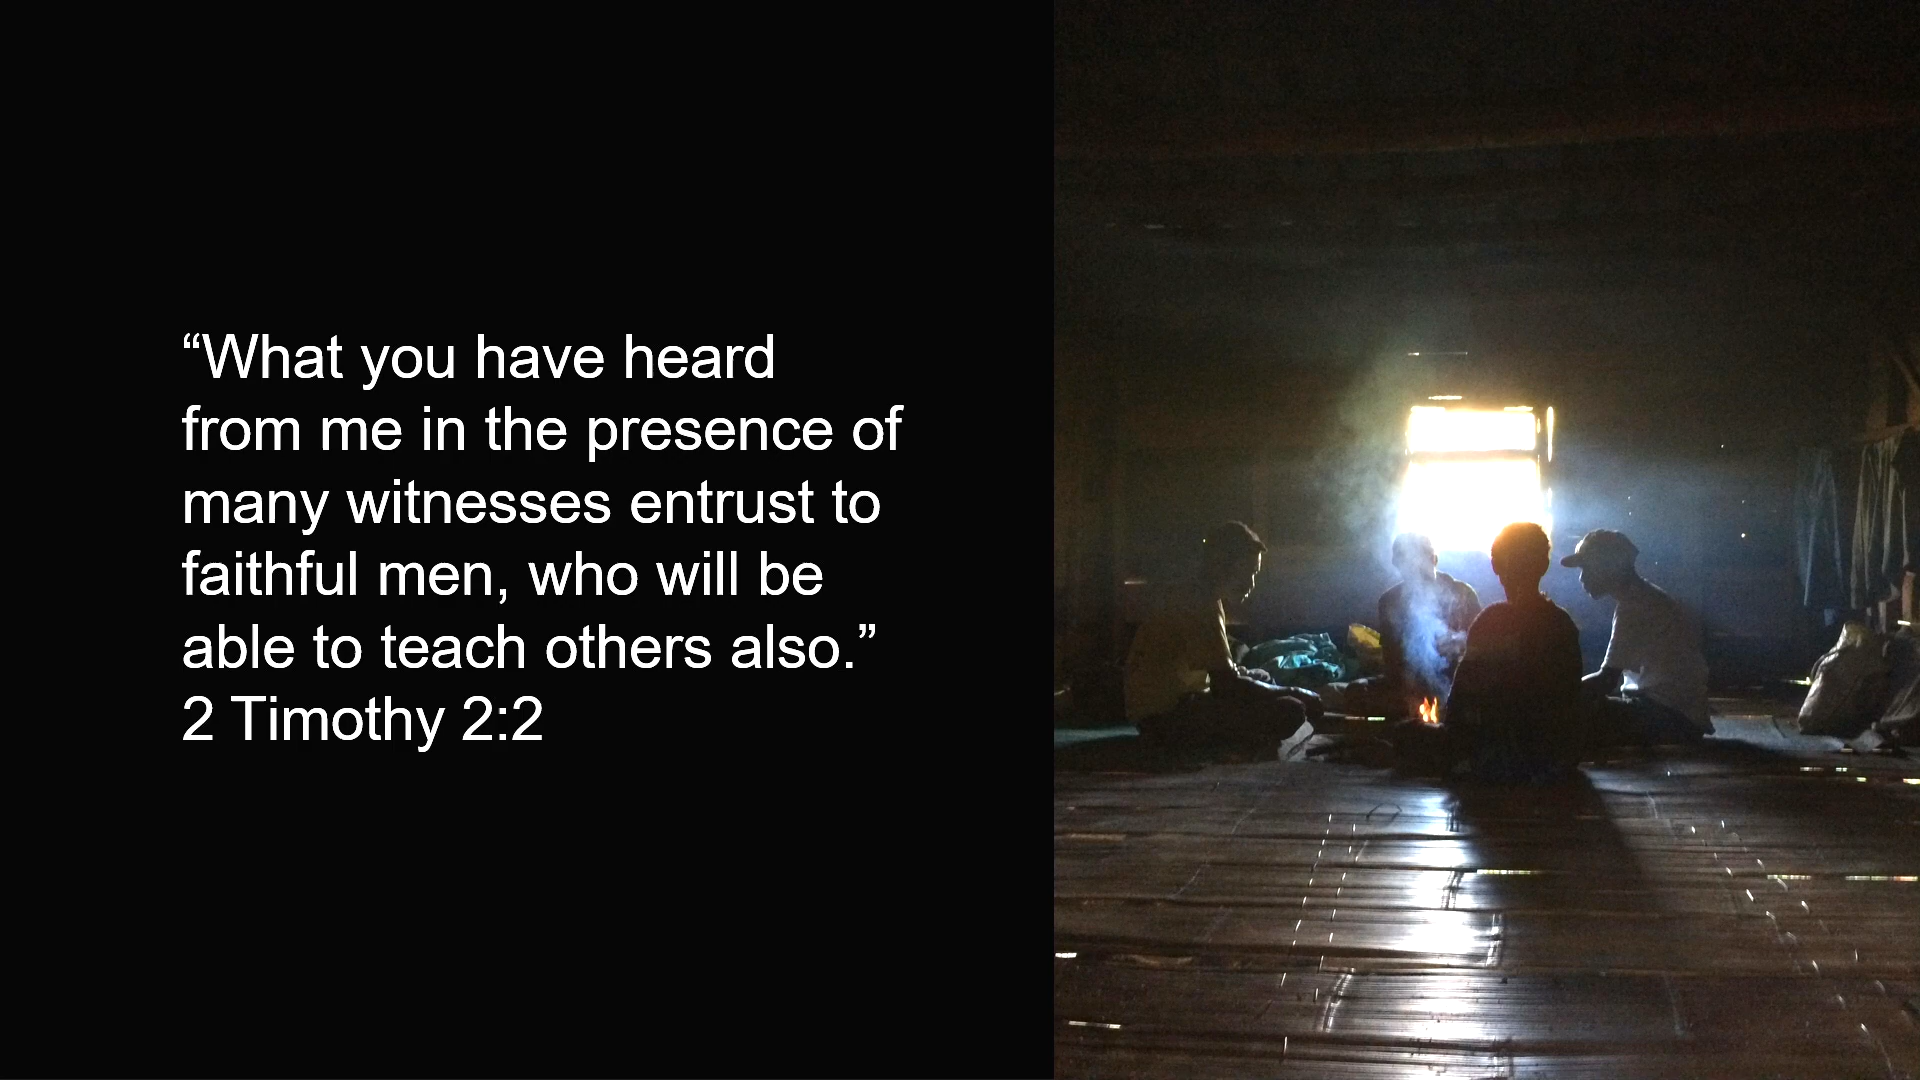 “What you have heard
from me in the presence of
many witnesses entrust to
faithful men, who will be
able to teach others also.”
2 Timothy 2:2